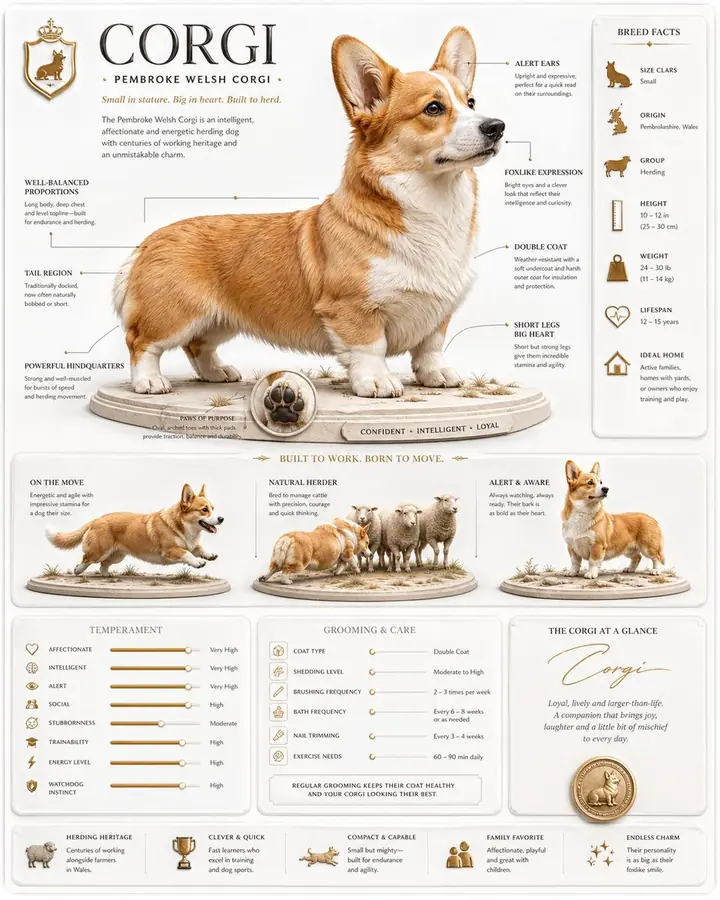 CORGI
PEMBROKE WELSH CORGI
Small in stature. Big in heart. Built to herd.
The Pembroke Welsh Corgi is an intelligent,
affectionate and energetic herding dog
with centuries of working heritage and
an unmistakable charm.
WELL-BALANCED
PROPORTIONS
Long body, deep chest
and level topline—built
for endurance and herding.
TAIL REGION
Traditionally docked,
now often naturally
bobbed or short.
POWERFUL HINDQUARTERS
Strong and well-muscled
for bursts of speed
and herding movement.
PAWS OF PURPOSE
Oval, arched toes with thick pads
provide traction, balance and durability.
ALERT EARS
Upright and expressive,
perfect for a quick read
on their surroundings.
FOXLIKE EXPRESSION
Bright eyes and a clever
look that reflect their
intelligence and curiosity.
DOUBLE COAT
Weather-resistant with a
soft undercoat and harsh
outer coat for insulation
and protection.
SHORT LEGS
BIG HEART
Short but strong legs
give them incredible
stamina and agility.
CONFIDENT • INTELLIGENT • LOYAL
BREED FACTS
SIZE CLARS
Small
ORIGIN
Pembrokeshire, Wales
GROUP
Herding
HEIGHT
10 – 12 in
(25 – 30 cm)
WEIGHT
24 – 30 lb
(11 – 14 kg)
LIFESPAN
12 – 15 years
IDEAL HOME
Active families,
homes with yards,
or owners who enjoy
training and play.
BUILT TO WORK. BORN TO MOVE.
ON THE MOVE
Energetic and agile with
impressive stamina for
a dog their size.
NATURAL HERDER
Bred to manage cattle
with precision, courage
and quick thinking.
ALERT & AWARE
Always watching, always
ready. Their bark is
as bold as their heart.
TEMPERAMENT
AFFECTIONATE Very High
INTELLIGENT Very High
ALERT Very High
SOCIAL High
STUBBORNNESS Moderate
TRAINABILITY High
ENERGY LEVEL High
WATCHDOG
INSTINCT High
GROOMING & CARE
COAT TYPE Double Coat
SHEDDING LEVEL Moderate to High
BRUSHING FREQUENCY 2 – 3 times per week
BATH FREQUENCY Every 6 – 8 weeks
or as needed
NAIL TRIMMING Every 3 – 4 weeks
EXERCISE NEEDS 60 – 90 min daily
REGULAR GROOMING KEEPS THEIR COAT HEALTHY
AND YOUR CORGI LOOKING THEIR BEST.
THE CORGI AT A GLANCE
Corgi
Loyal, lively and larger-than-life.
A companion that brings joy,
laughter and a little bit of mischief
to every day.
HERDING HERITAGE
Centuries of working
alongside farmers
in Wales.
CLEVER & QUICK
Fast learners who
excel in training
and dog sports.
COMPACT & CAPABLE
Small but mighty—
built for endurance
and agility.
FAMILY FAVORITE
Affectionate, playful
and great with
children.
ENDLESS CHARM
Their personality
is as big as their
foxlike smile.